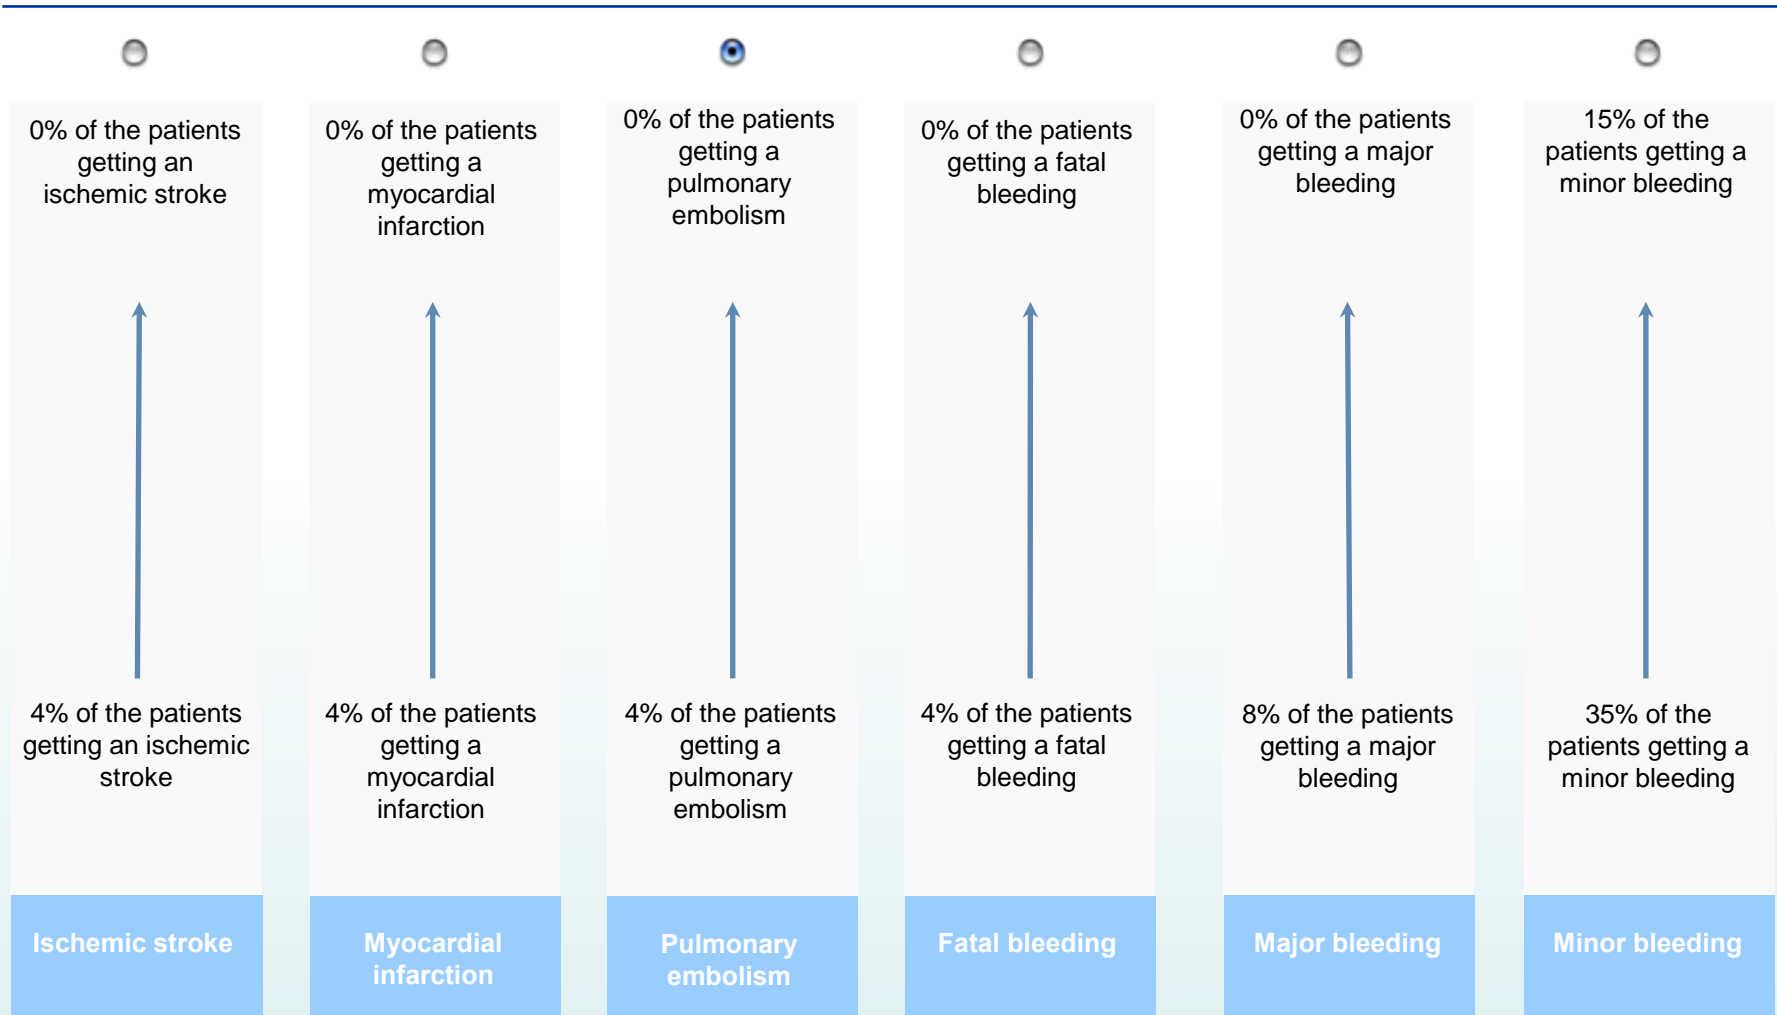 0% of the patients
getting an
ischemic stroke
0% of the patients
getting a
myocardial
infarction
0% of the patients
getting a
pulmonary
embolism
0% of the patients
getting a fatal
bleeding
0% of the patients
getting a major
bleeding
15% of the
patients getting a
minor bleeding
4% of the patients
getting an ischemic
stroke
4% of the patients
getting a
myocardial
infarction
4% of the patients
getting a
pulmonary
embolism
4% of the patients
getting a fatal
bleeding
8% of the patients
getting a major
bleeding
35% of the
patients getting a
minor bleeding
Ischemic stroke
Myocardial
infarction
Pulmonary
embolism
Fatal bleeding
Major bleeding
Minor bleeding